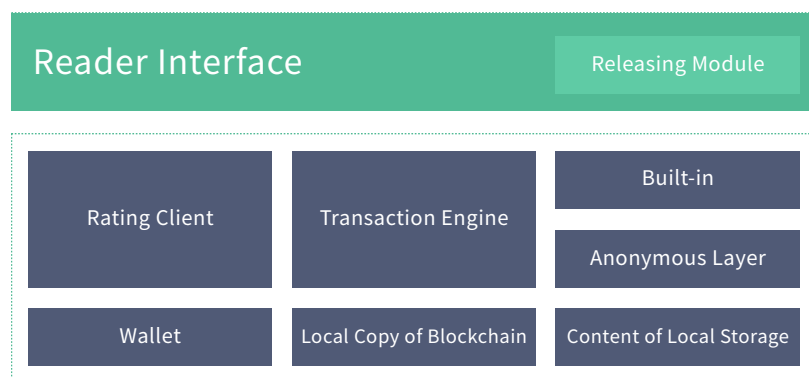 Reader Interface
Releasing Module
Rating Client
Transaction Engine
Built-in
Anonymous Layer
Wallet
Local Copy of Blockchain
Content of Local Storage